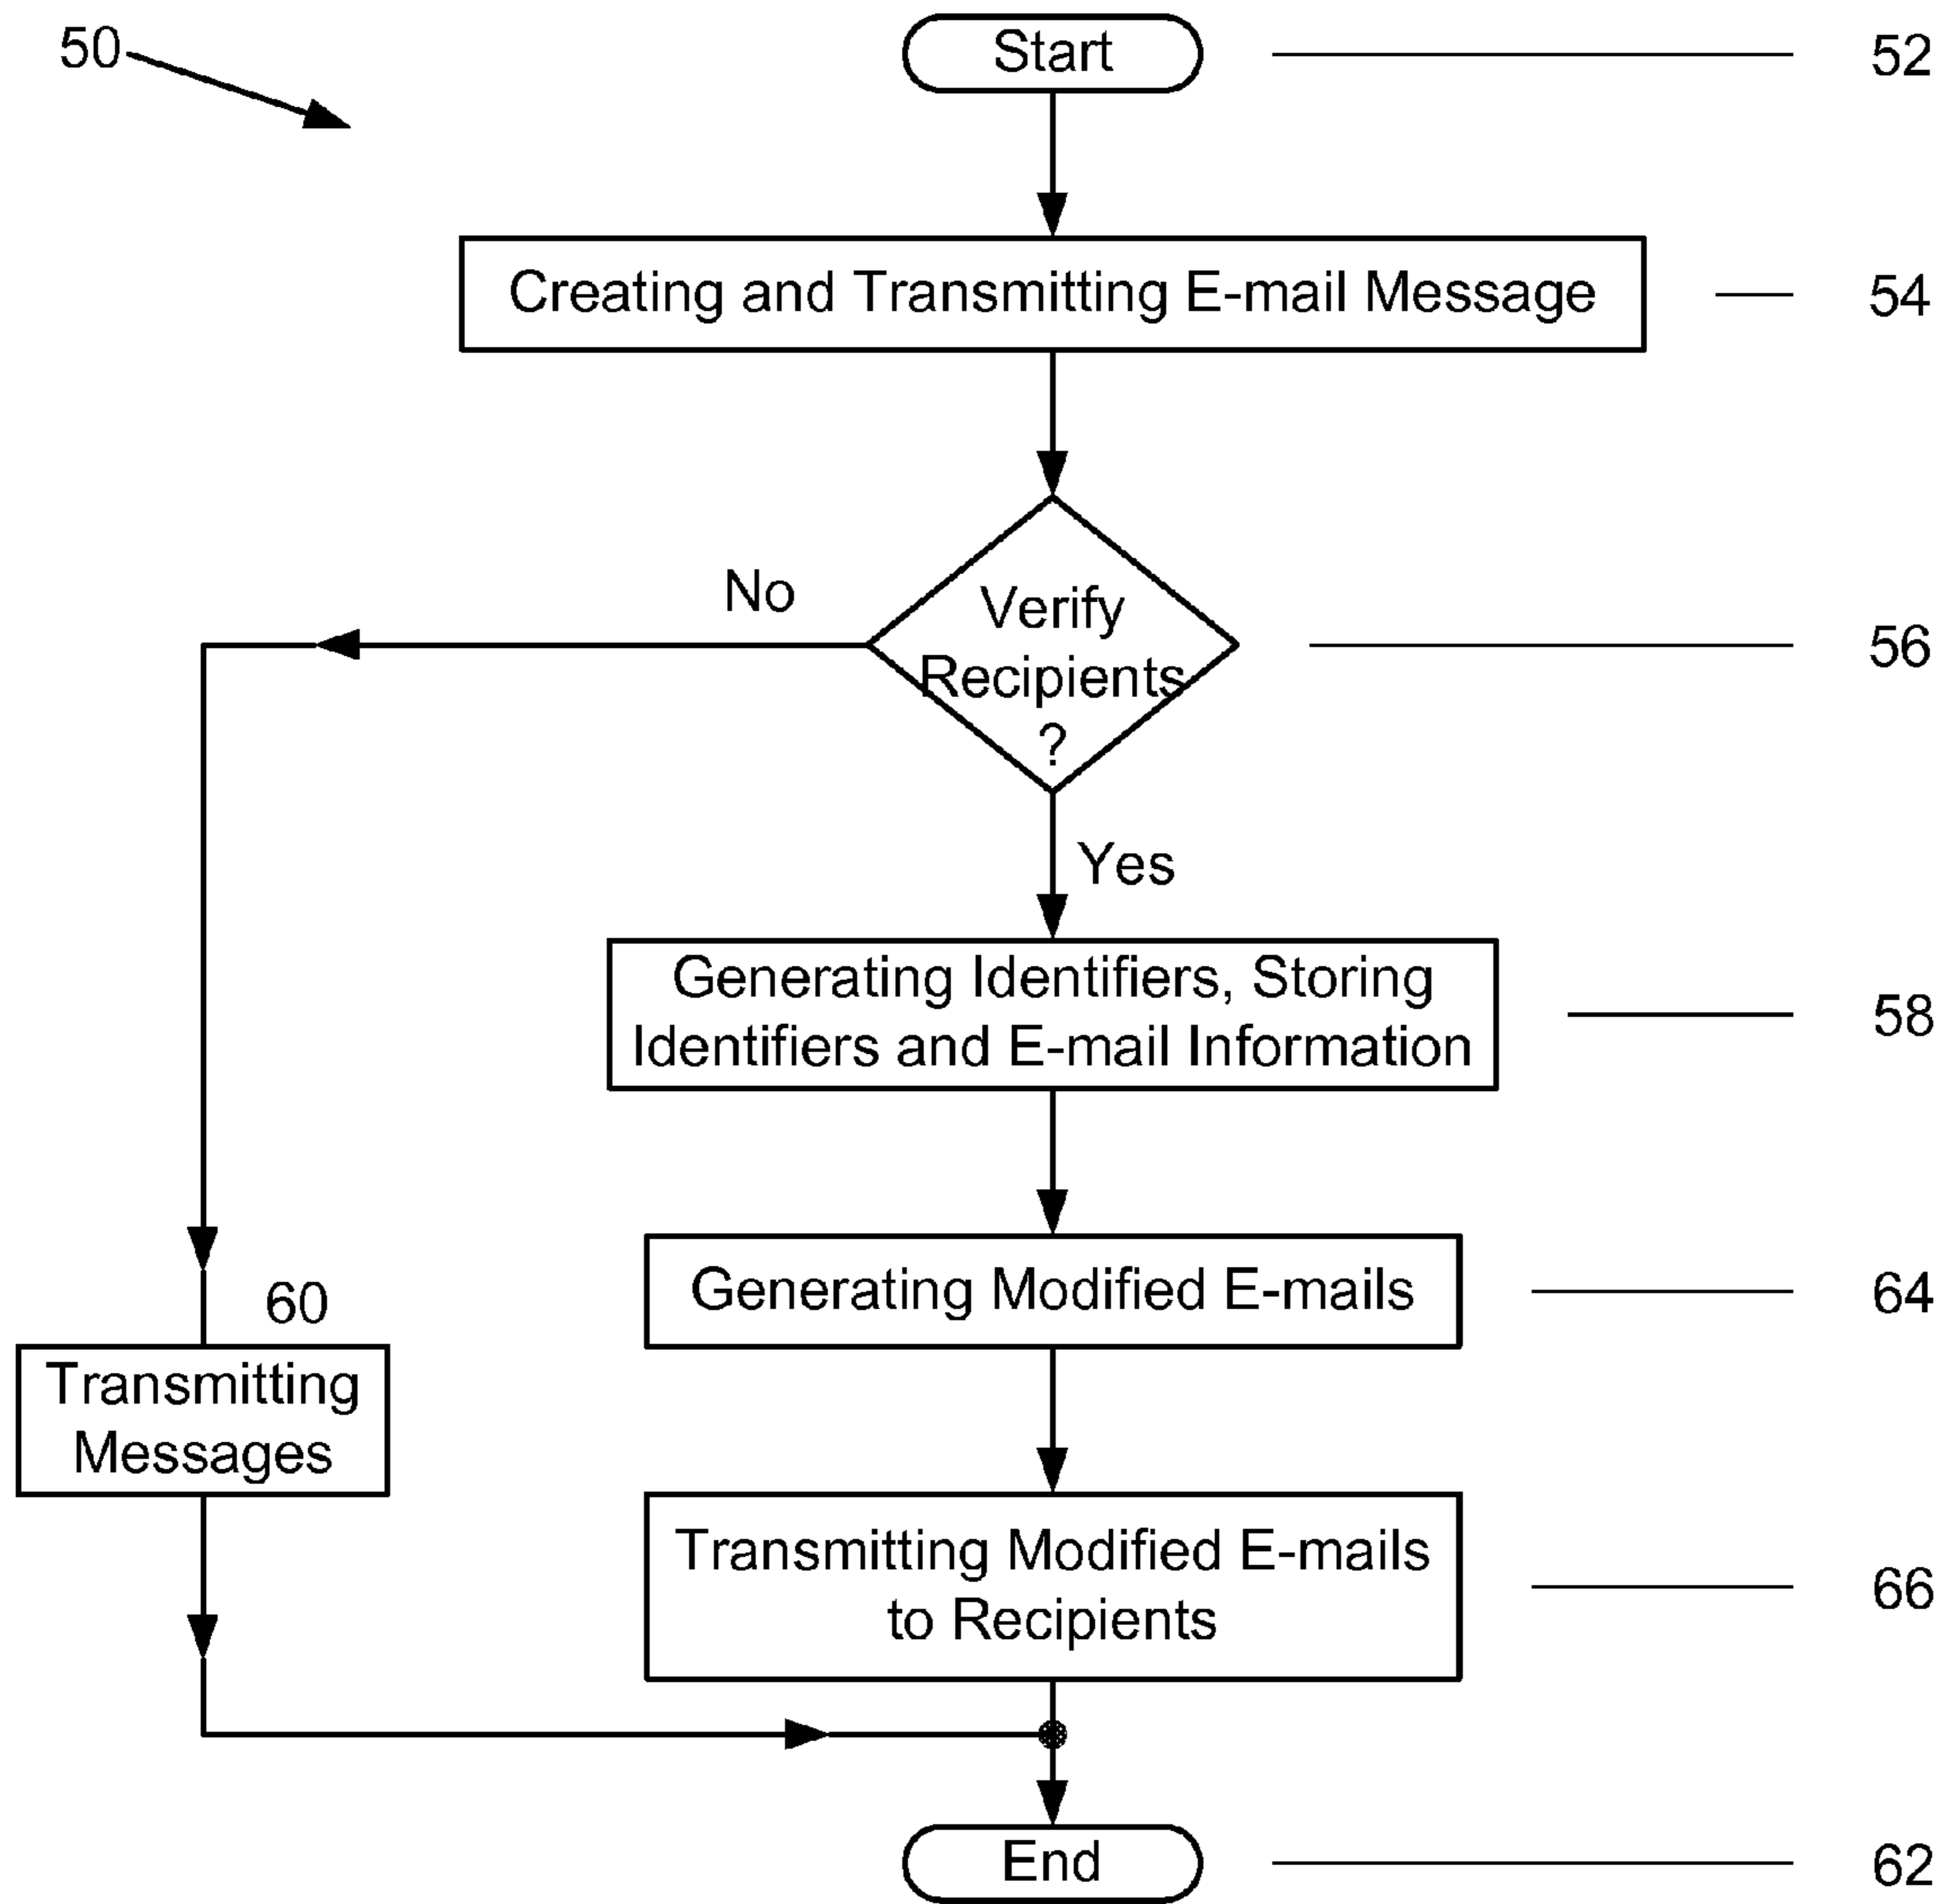 50
Start
52
Creating and Transmitting E-mail Message
54
No
Verify
Recipients
?
56
Yes
Generating Identifiers, Storing
Identifiers and E-mail Information
58
Generating Modified E-mails
64
60
Transmitting
Messages
Transmitting Modified E-mails
to Recipients
66
End
62